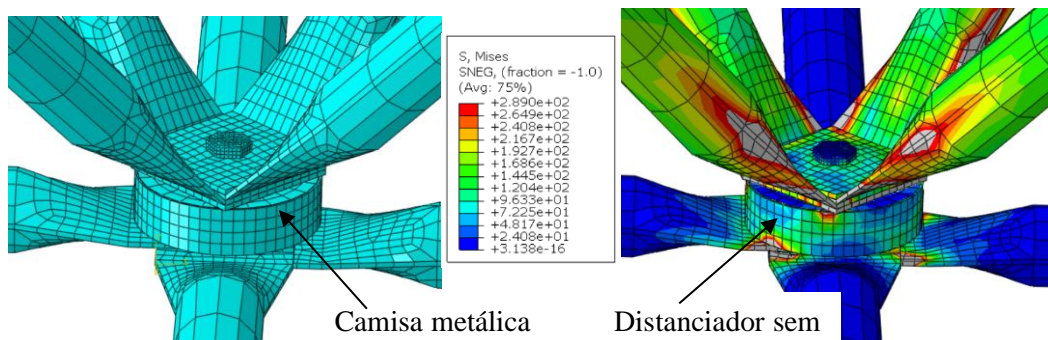 S, Mises
SNEG, (fraction = -1.0)
(Avg: 75%)
+2.890e+02
+2.649e+02
+2.408e+02
+2.167e+02
+1.927e+02
+1.686e+02
+1.445e+02
+1.204e+02
+9.633e+01
+7.225e+01
+4.817e+01
+2.408e+01
+3.138e-16
Camisa metálica
Distanciador sem